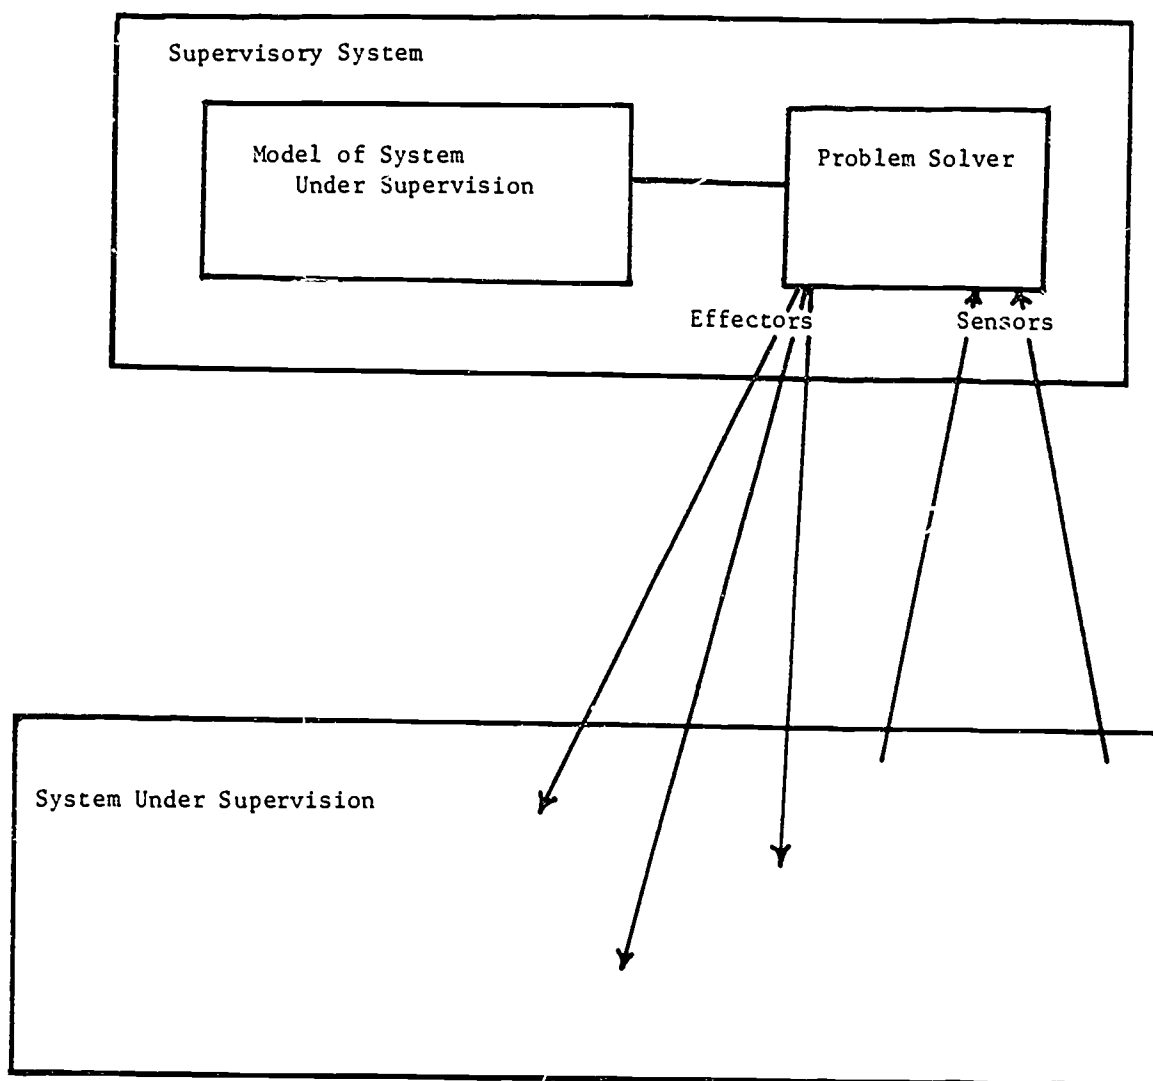 Supervisory System
Model of System
Under Supervision
Problem Solver
Effectors
Sensors
System Under Supervision